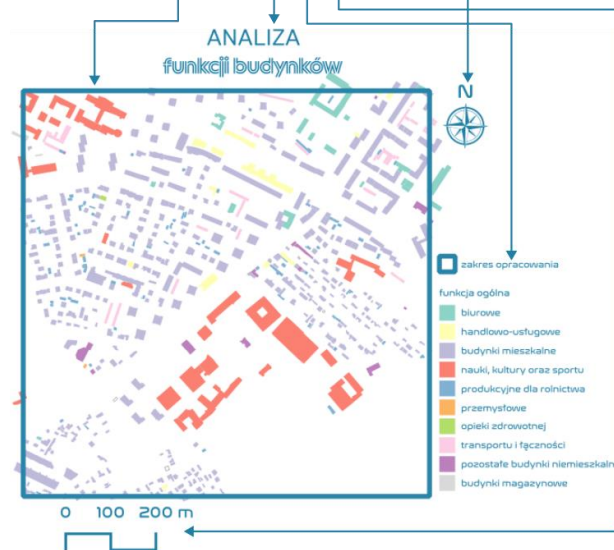 ANALIZA
funkcji budynków
N
zakres opracowania
funkcja ogólna
biurowe
handlowo-usługowe
budynki mieszkalne
nauki, kultury oraz sportu
produkcyjne dla rolnictwa
przemysłowe
opieki zdrowotnej
transportu i łączności
pozostałe budynki niemieszkaln
budynki magazynowe
0 100 200 m